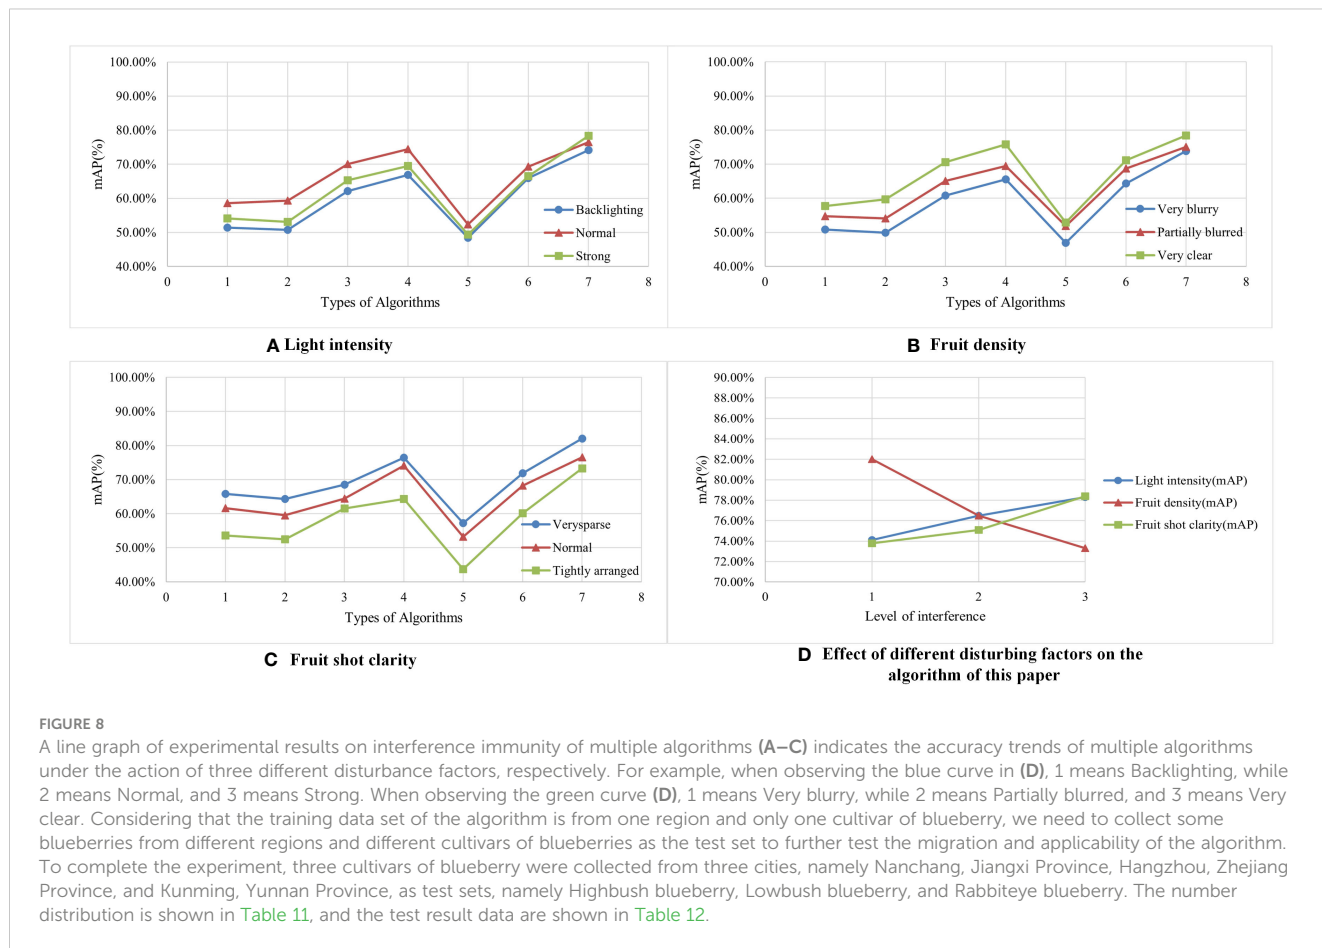 100.00%
90.00%
80.00%
70.00%
60.00%
50.00%
40.00%
mAP(%)
0 1 2 3 4 5 6 7 8
Types of Algorithms
Backlighting
Normal
Strong
A Light intensity
100.00%
90.00%
80.00%
70.00%
60.00%
50.00%
40.00%
mAP(%)
0 1 2 3 4 5 6 7 8
Types of Algorithms
Very blurry
Partially blurred
Very clear
B Fruit density
100.00%
90.00%
80.00%
70.00%
60.00%
50.00%
40.00%
mAP(%)
0 1 2 3 4 5 6 7 8
Types of Algorithms
Verysparse
Normal
Tightly arranged
C Fruit shot clarity
90.00%
88.00%
86.00%
84.00%
82.00%
80.00%
78.00%
76.00%
74.00%
72.00%
70.00%
mAP(%)
0 1 2 3
Level of interference
Light intensity(mAP)
Fruit density(mAP)
Fruit shot clarity(mAP)
D Effect of different disturbing factors on the
algorithm of this paper
FIGURE 8
A line graph of experimental results on interference immunity of multiple algorithms (A–C) indicates the accuracy trends of multiple algorithms
under the action of three different disturbance factors, respectively. For example, when observing the blue curve in (D), 1 means Backlighting, while
2 means Normal, and 3 means Strong. When observing the green curve (D), 1 means Very blurry, while 2 means Partially blurred, and 3 means Very
clear. Considering that the training data set of the algorithm is from one region and only one cultivar of blueberry, we need to collect some
blueberries from different regions and different cultivars of blueberries as the test set to further test the migration and applicability of the algorithm.
To complete the experiment, three cultivars of blueberry were collected from three cities, namely Nanchang, Jiangxi Province, Hangzhou, Zhejiang
Province, and Kunming, Yunnan Province, as test sets, namely Highbush blueberry, Lowbush blueberry, and Rabbiteye blueberry. The number
distribution is shown in Table 11, and the test result data are shown in Table 12.